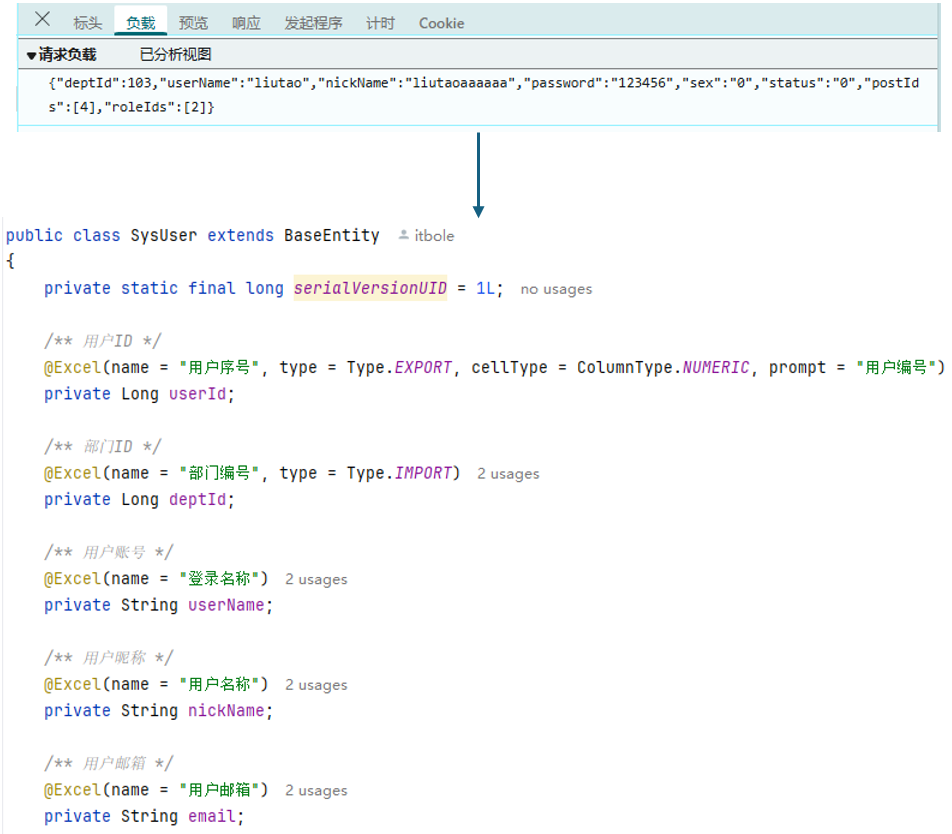 标头 负载 预览 响应 发起程序 计时 Cookie
▼请求负载 已分析视图
{"deptId":103,"userName":"liutao","nickName":"liutaoaaaaaa","password":"123456","sex":"0","status":"0","postId
s":[4],"roleIds":[2]}
public class SysUser extends BaseEntity itbole
{
private static final long serialVersionUID = 1L; no usages
/** 用户ID */
@Excel(name = "用户序号", type = Type.EXPORT, cellType = ColumnType.NUMERIC, prompt = "用户编号")
private Long userId;
/** 部门ID */
@Excel(name = "部门编号", type = Type.IMPORT) 2 usages
private Long deptId;
/** 用户账号 */
@Excel(name = "登录名称") 2 usages
private String userName;
/** 用户昵称 */
@Excel(name = "用户名称") 2 usages
private String nickName;
/** 用户邮箱 */
@Excel(name = "用户邮箱") 2 usages
private String email;